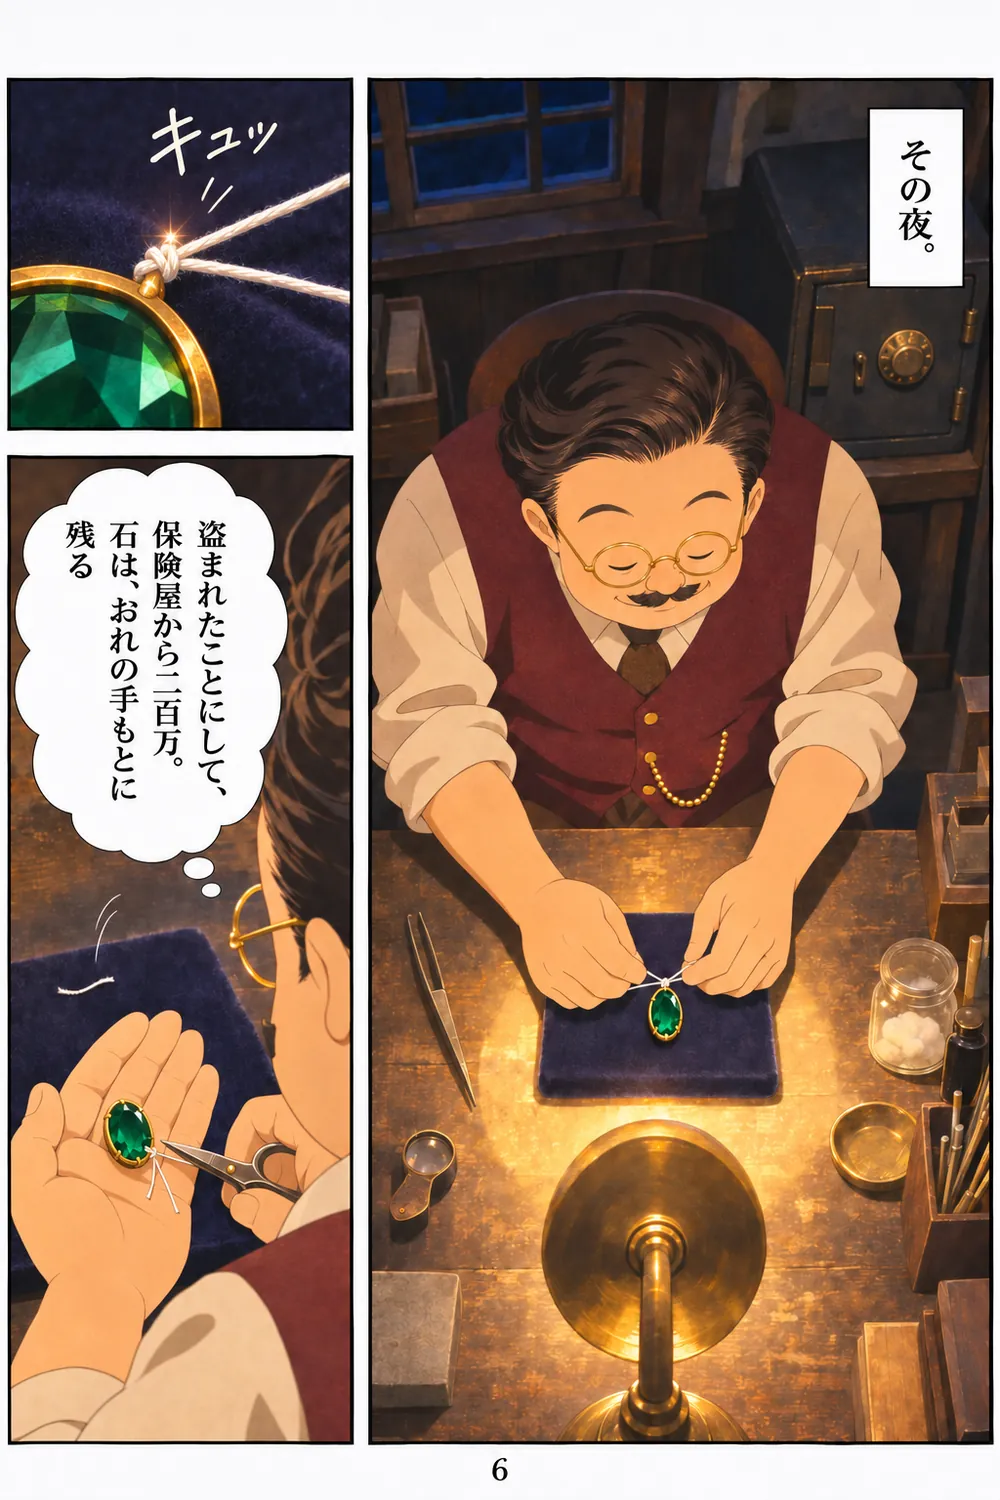 その夜。
キュッ
盗まれたことにして、
保険屋から二百万。
石は、おれの手もとに
残る
6